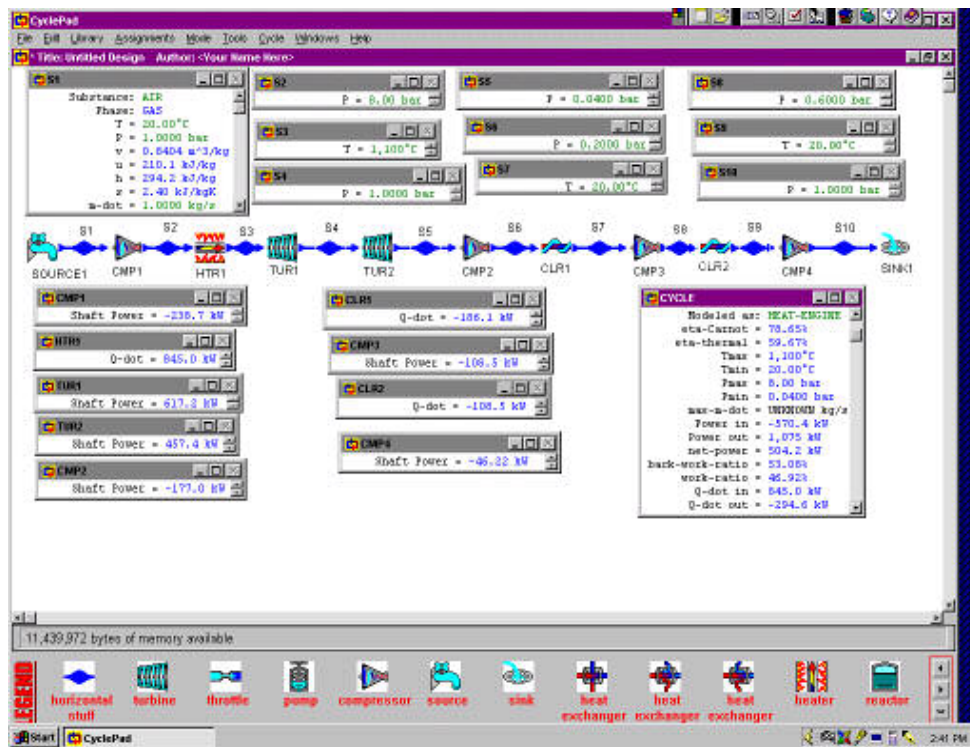 CyclePad
File Edit Library Assignments Mode Tools Cycle Windows Help
* Title: Untitled Design Author: <Your Name Here>
S1
Substance: AIR
Phase: GAS
T = 20.00°C
P = 1.0000 bar
v = 0.8404 m^3/kg
u = 210.1 kJ/kg
h = 294.2 kJ/kg
s = 2.40 kJ/kgK
m-dot = 1.0000 kg/s
S2
P = 8.00 bar
S3
T = 1,100°C
S4
P = 1.0000 bar
S5
P = 0.0400 bar
S6
P = 0.2000 bar
S7
T = 20.00°C
S8
P = 0.6000 bar
S9
T = 20.00°C
S10
P = 1.0000 bar
S1 S2 S3 S4 S5 S6 S7 S8 S9 S10
SOURCE1 CMP1 HTR1 TUR1 TUR2 CMP2 CLR1 CMP3 CLR2 CMP4 SINK1
CMP1
Shaft Power = -238.7 kW
HTR1
Q-dot = 845.0 kW
TUR1
Shaft Power = 617.2 kW
TUR2
Shaft Power = 457.4 kW
CMP2
Shaft Power = -177.0 kW
CLR1
Q-dot = -186.1 kW
CMP3
Shaft Power = -108.5 kW
CLR2
Q-dot = -108.5 kW
CMP4
Shaft Power = -46.22 kW
CYCLE
Modeled as: HEAT-ENGINE
eta-Carnot = 78.65%
eta-thermal = 59.67%
Tmax = 1,100°C
Tmin = 20.00°C
Pmax = 8.00 bar
Pmin = 0.0400 bar
max-m-dot = UNKNOWN kg/s
Power in = -570.4 kW
Power out = 1,075 kW
net-power = 504.2 kW
back-work-ratio = 53.08%
work-ratio = 46.92%
Q-dot in = 845.0 kW
Q-dot out = -294.6 kW
11,439,972 bytes of memory available
LEGEND
horizontal stuff
turbine
throttle
pump
compressor
source
sink
heat exchanger
heat exchanger
heat exchanger
heater
reactor
Start
CyclePad
2:41 PM